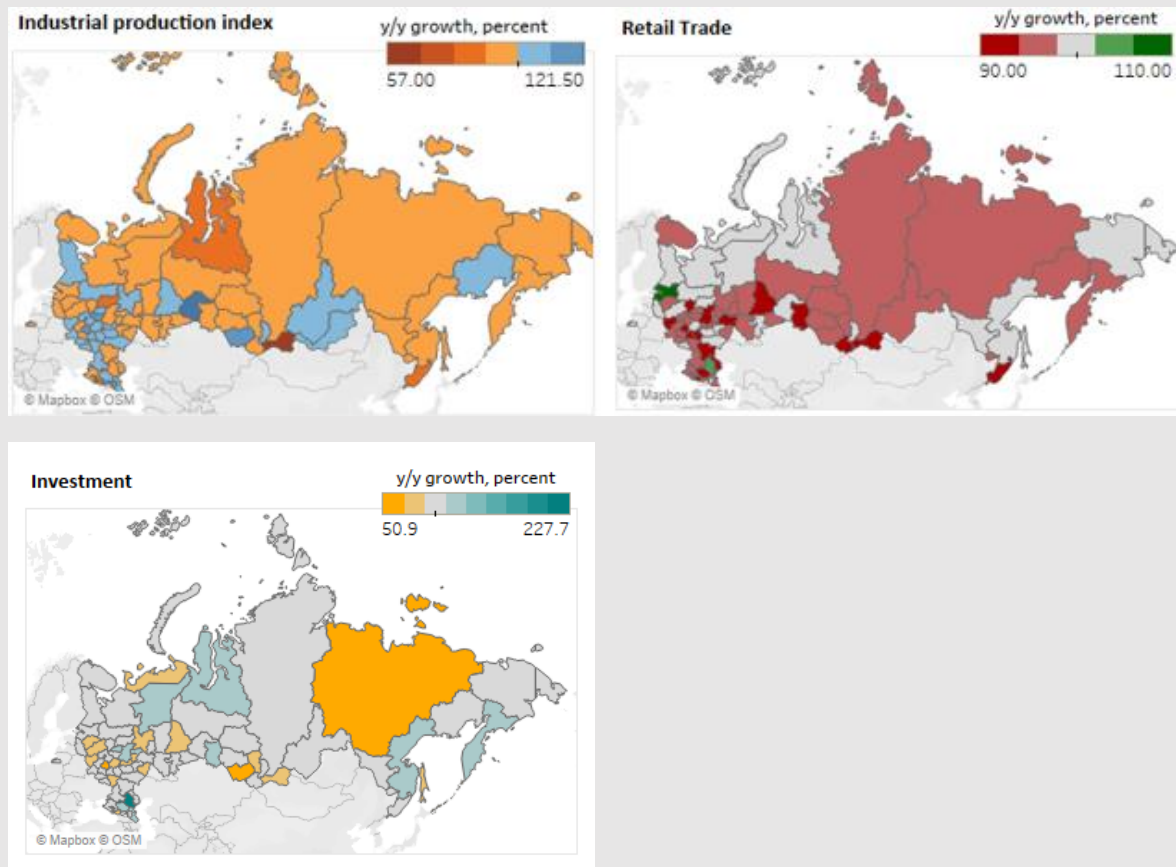 Industrial production index
y/y growth, percent
57.00 121.50
© Mapbox © OSM
Retail Trade
y/y growth, percent
90.00 110.00
© Mapbox © OSM
Investment
y/y growth, percent
50.9 227.7
© Mapbox © OSM